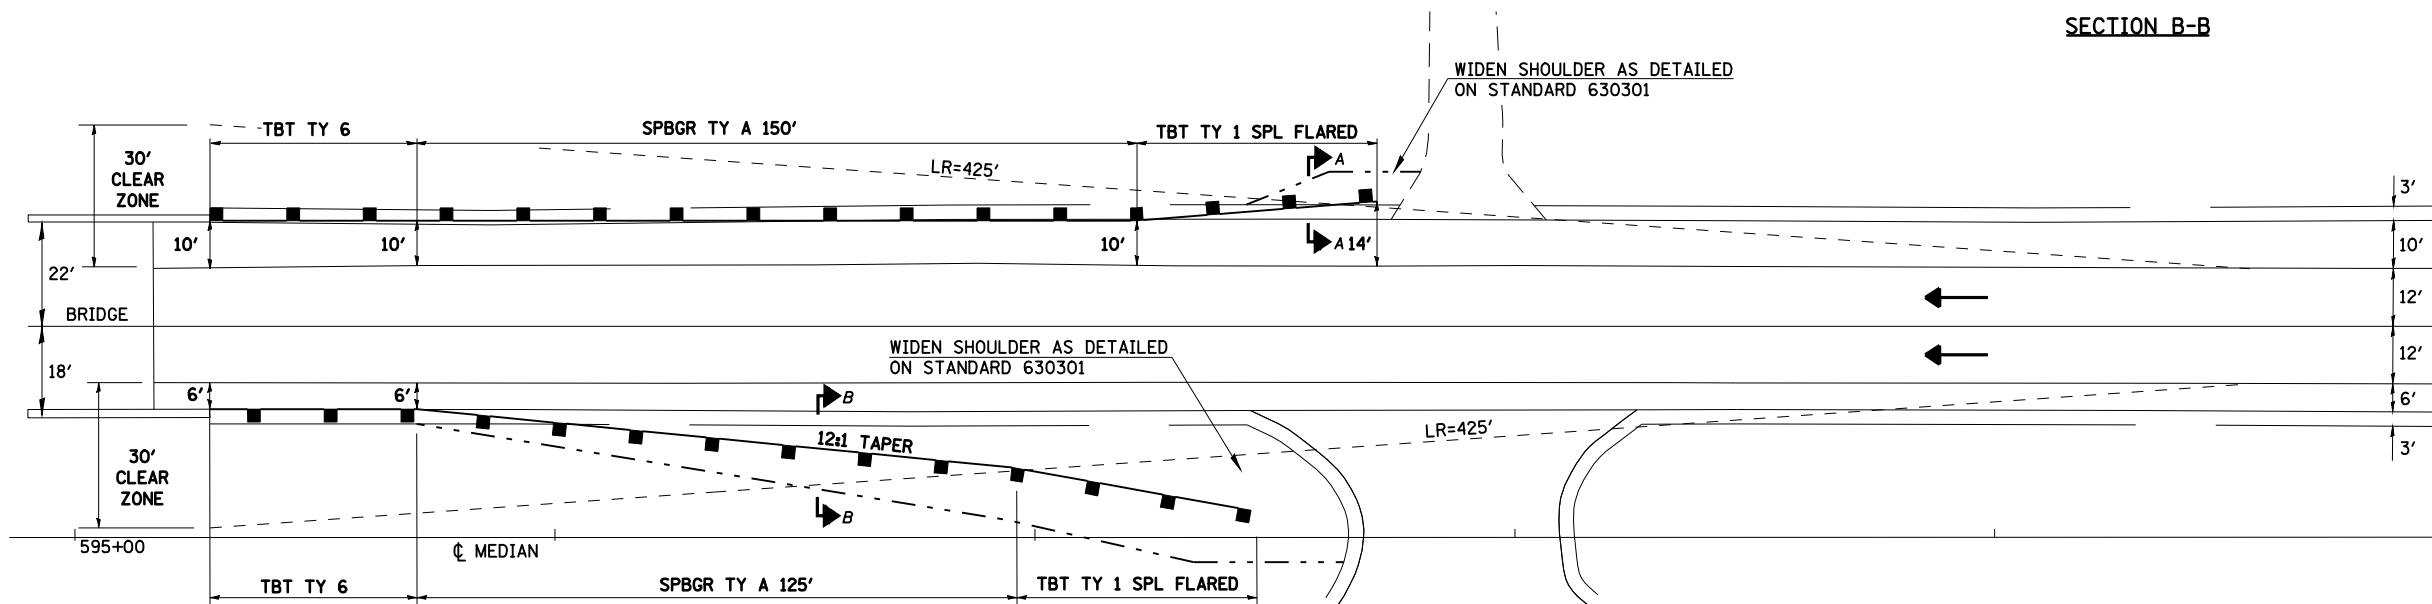 SECTION B-B
WIDEN SHOULDER AS DETAILED
ON STANDARD 630301
TBT TY 6
SPBGR TY A 150'
TBT TY 1 SPL FLARED
30'
CLEAR
ZONE
LR=425'
A
3'
10'
10'
10'
A 14'
10'
22'
12'
BRIDGE
WIDEN SHOULDER AS DETAILED
ON STANDARD 630301
12'
18'
6'
6'
B
6'
LR=425'
12:1 TAPER
3'
30'
CLEAR
ZONE
B
595+00
℄ MEDIAN
TBT TY 6
SPBGR TY A 125'
TBT TY 1 SPL FLARED